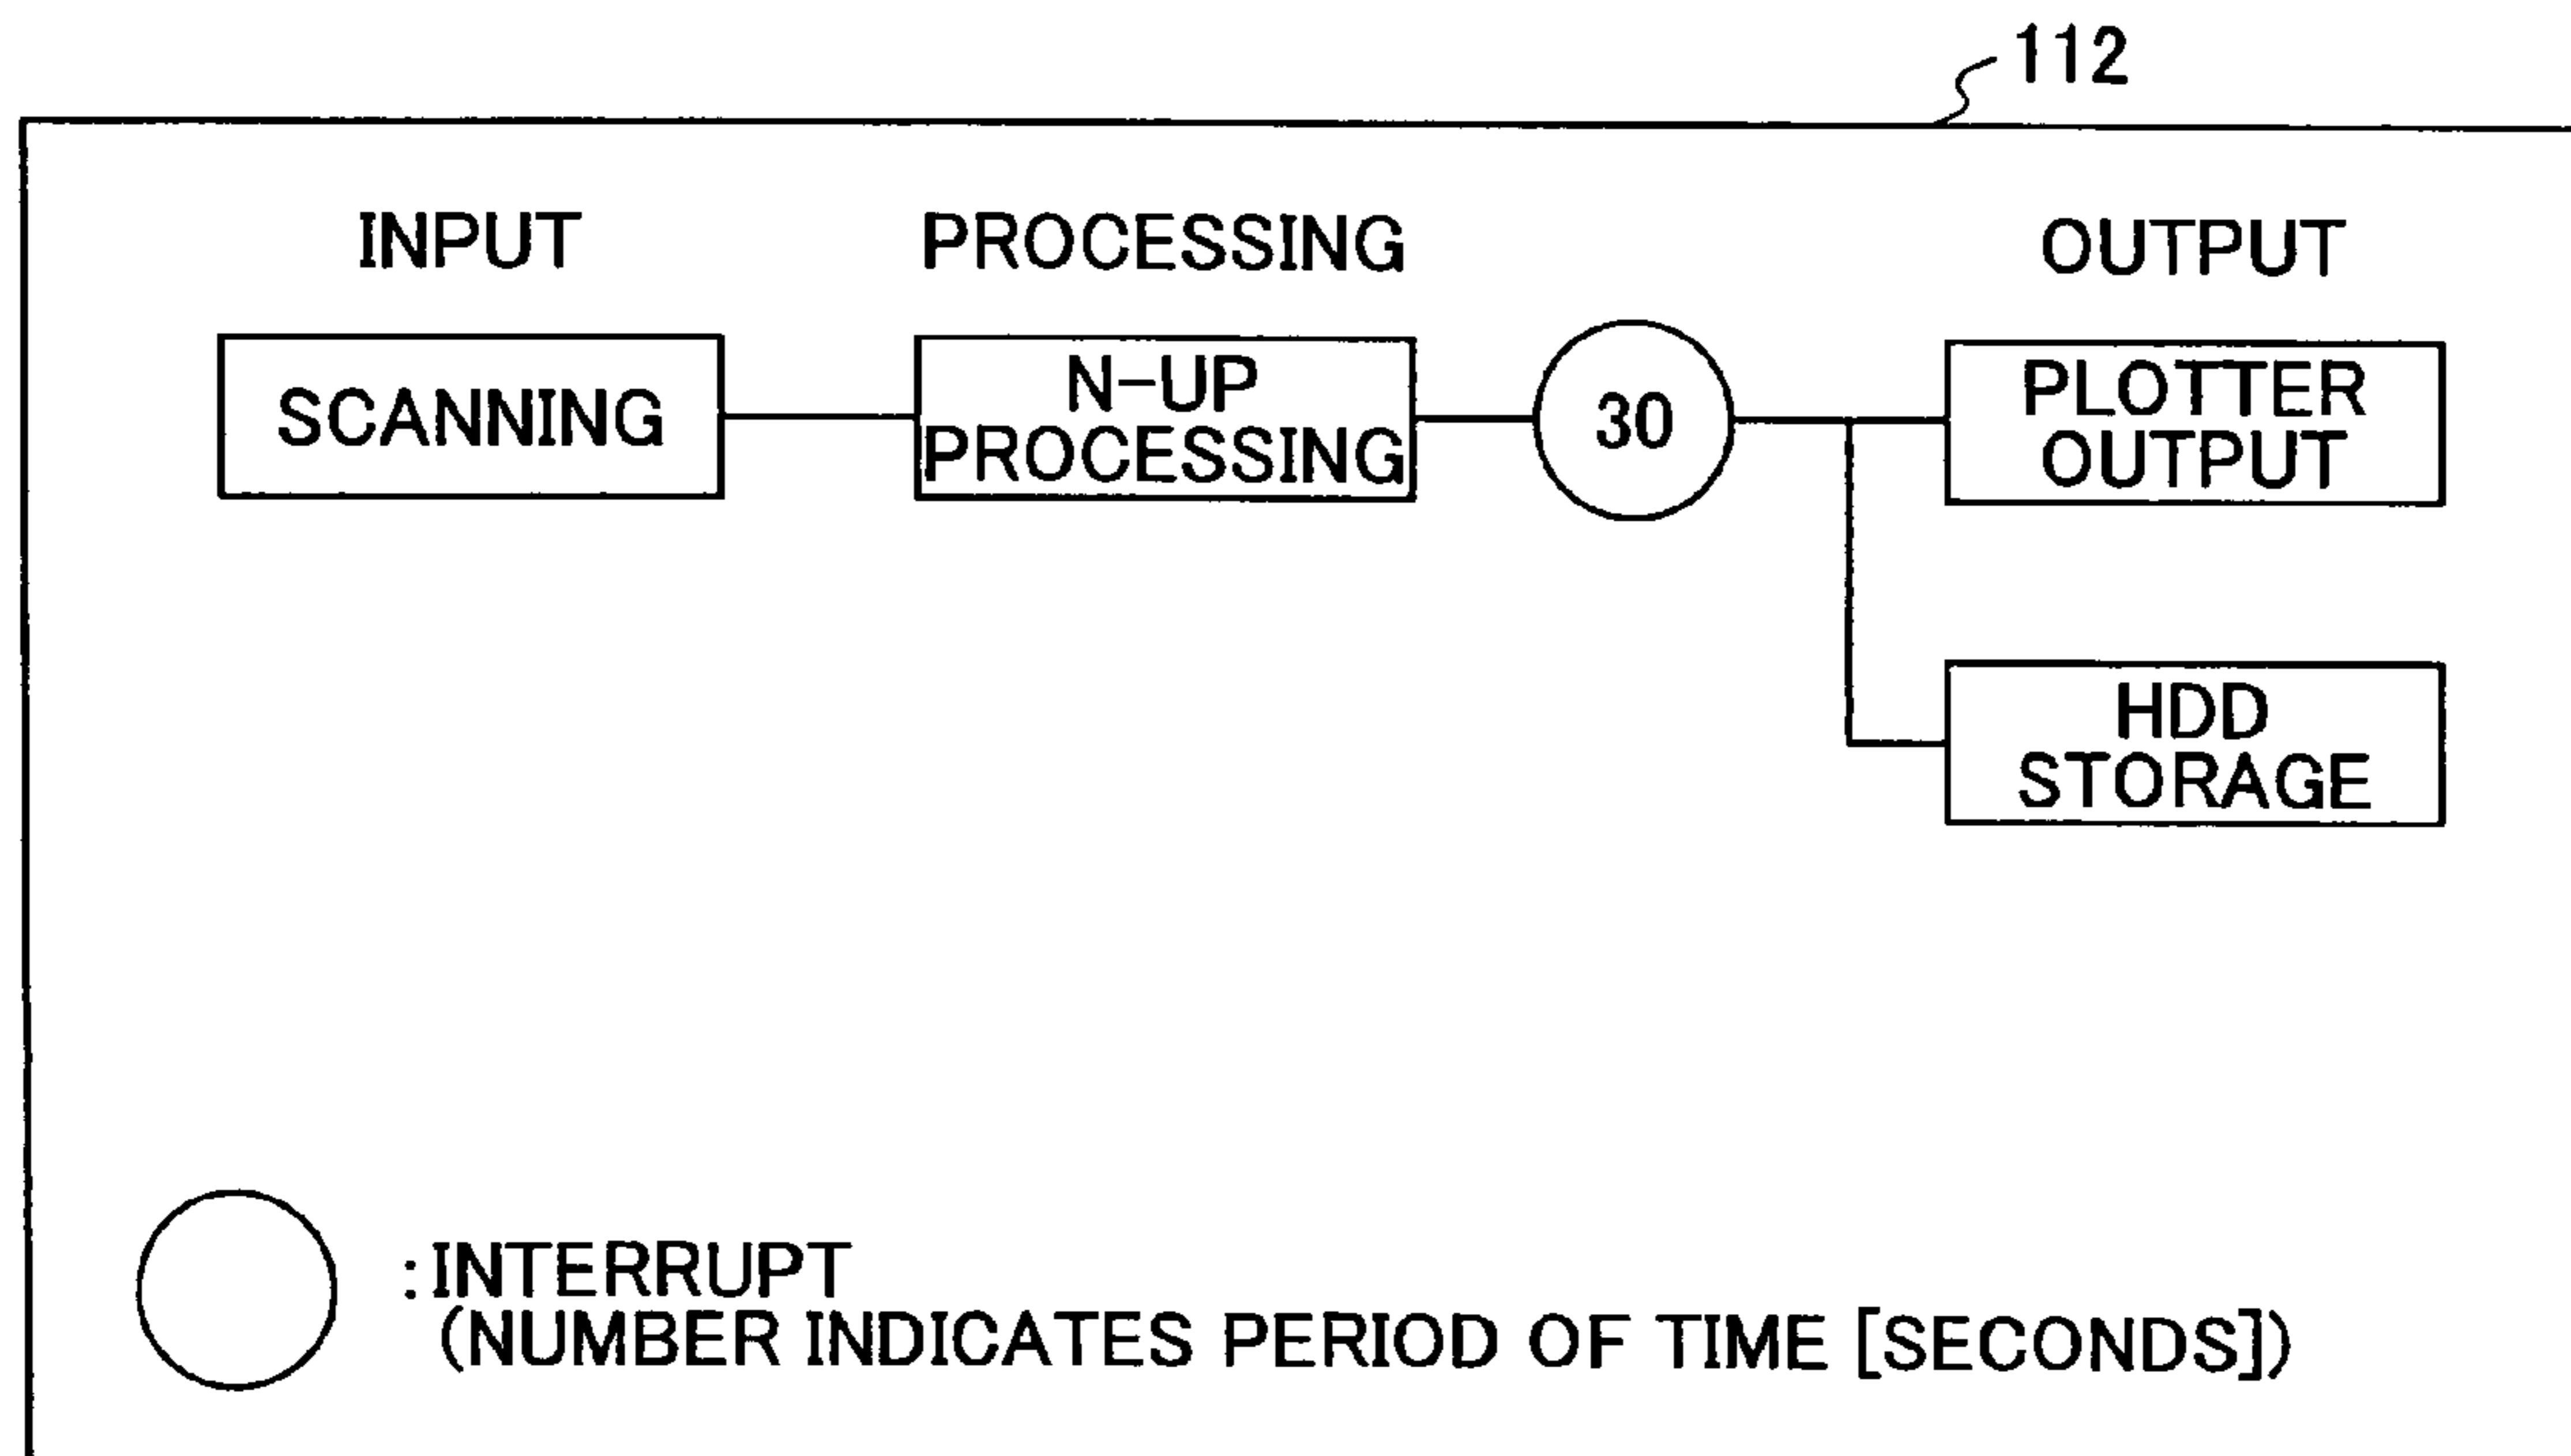 112
INPUT
PROCESSING
OUTPUT
SCANNING
N-UP
PROCESSING
30
PLOTTER
OUTPUT
HDD
STORAGE
:INTERRUPT
(NUMBER INDICATES PERIOD OF TIME [SECONDS])